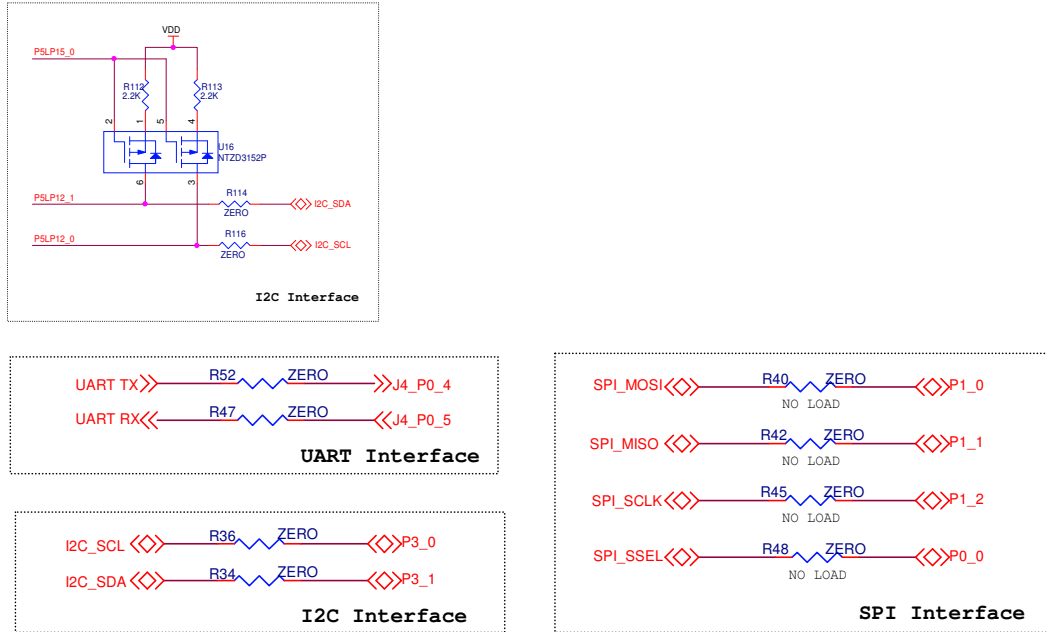 VDD
P5LP15_0
R112
2.2K
R113
2.2K
2
1
5
4
U16
NTZD3152P
6
3
P5LP12_1
R114
ZERO
I2C_SDA
P5LP12_0
R116
ZERO
I2C_SCL
I2C Interface
UART TX R52 ZERO J4_P0_4
UART RX R47 ZERO J4_P0_5
UART Interface
I2C_SCL R36 ZERO P3_0
I2C_SDA R34 ZERO P3_1
I2C Interface
SPI_MOSI R40 ZERO P1_0
NO LOAD
SPI_MISO R42 ZERO P1_1
NO LOAD
SPI_SCLK R45 ZERO P1_2
NO LOAD
SPI_SSEL R48 ZERO P0_0
NO LOAD
SPI Interface